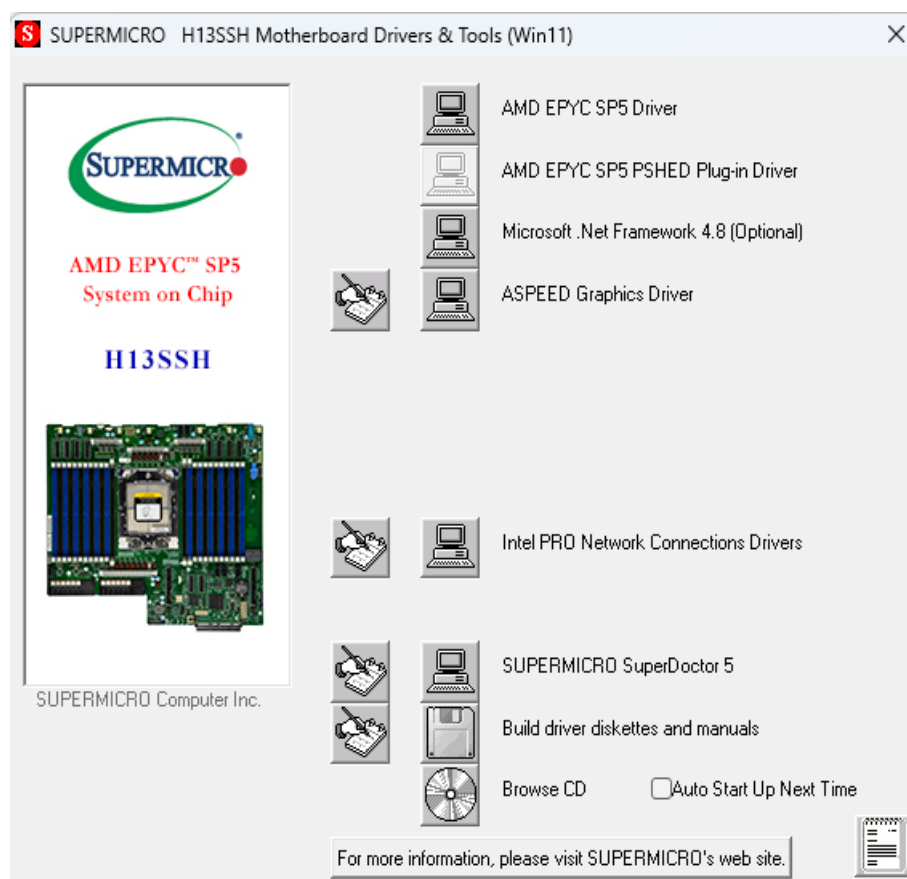 SUPERMICRO H13SSH Motherboard Drivers & Tools (Win11)
SUPERMICRO
AMD EPYC™ SP5
System on Chip
H13SSH
SUPERMICRO Computer Inc.
AMD EPYC SP5 Driver
AMD EPYC SP5 PSHED Plug-in Driver
Microsoft .Net Framework 4.8 (Optional)
ASPEED Graphics Driver
Intel PRO Network Connections Drivers
SUPERMICRO SuperDoctor 5
Build driver diskettes and manuals
Browse CD Auto Start Up Next Time
For more information, please visit SUPERMICRO's web site.